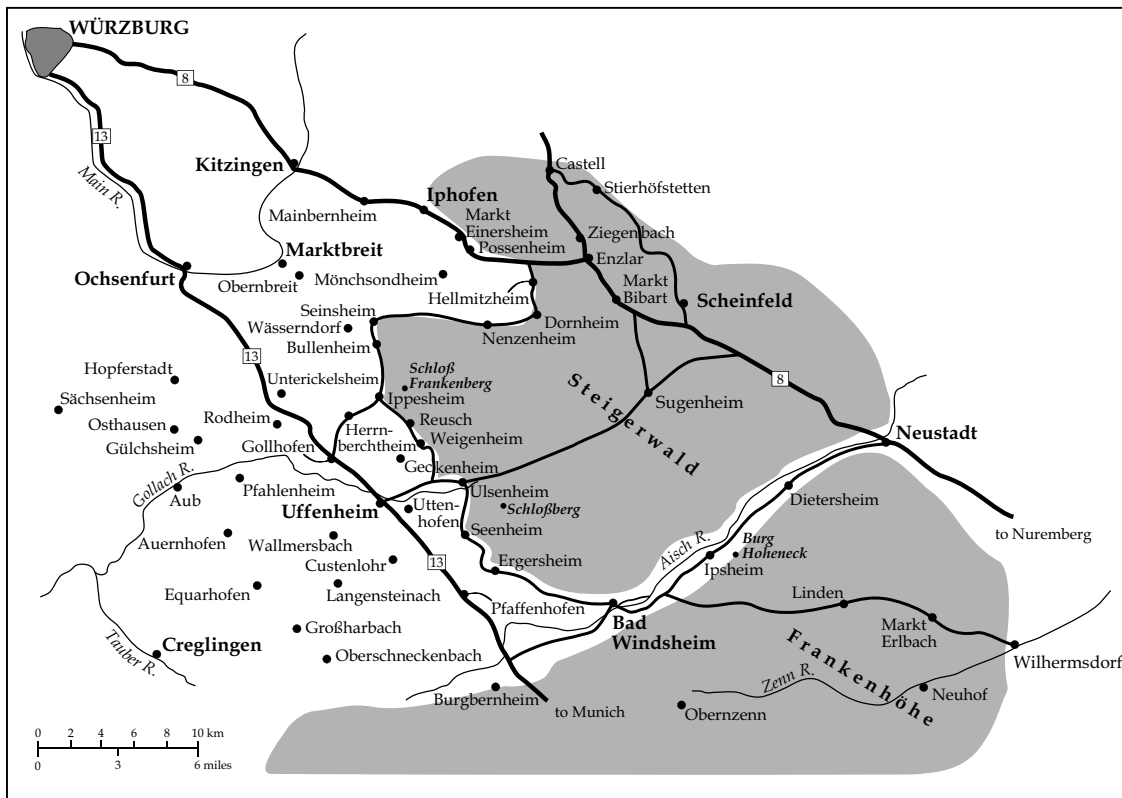 WÜRZBURG
8
13
Main R.
Kitzingen
Castell
Stierhöfstetten
Iphofen
Mainbernheim
Markt
Einersheim
Possenheim
Ziegenbach
Enzlar
Marktbreit
Ochsenfurt
Obernbreit
Mönchsondheim
Hellmitzheim
Markt
Bibart
Scheinfeld
Seinsheim
Wässerndorf
Bullenheim
Dornheim
Nenzenheim
13
Hopferstadt
Unterickelsheim
Schloß
Frankenberg
Steigerwald
8
Sächsenheim
Ippesheim
Sugenheim
Osthausen
Rodheim
Reusch
Herrn-
berchtheim
Weigenheim
Neustadt
Gülchsheim
Gollhofen
Geckenheim
Gollach R.
Aub
Pfahlenheim
Uffenheim
Ulsenheim
Dietersheim
Utten-
hofen
Schloßberg
Seenheim
to Nuremberg
Auernhofen
Wallmersbach
Aisch R.
Burg
Hoheneck
Custenlohr
13
Ergersheim
Ipsheim
Equarhofen
Langensteinach
Pfaffenhofen
Linden
Bad
Windsheim
Markt
Erlbach
Tauber R.
Creglingen
Großharbach
Oberschneckenbach
Frankenhöhe
Wilhermsdorf
Zenn R.
Neuhof
Burgbernheim
to Munich
Obernzenn
0 2 4 6 8 10 km
0 3 6 miles